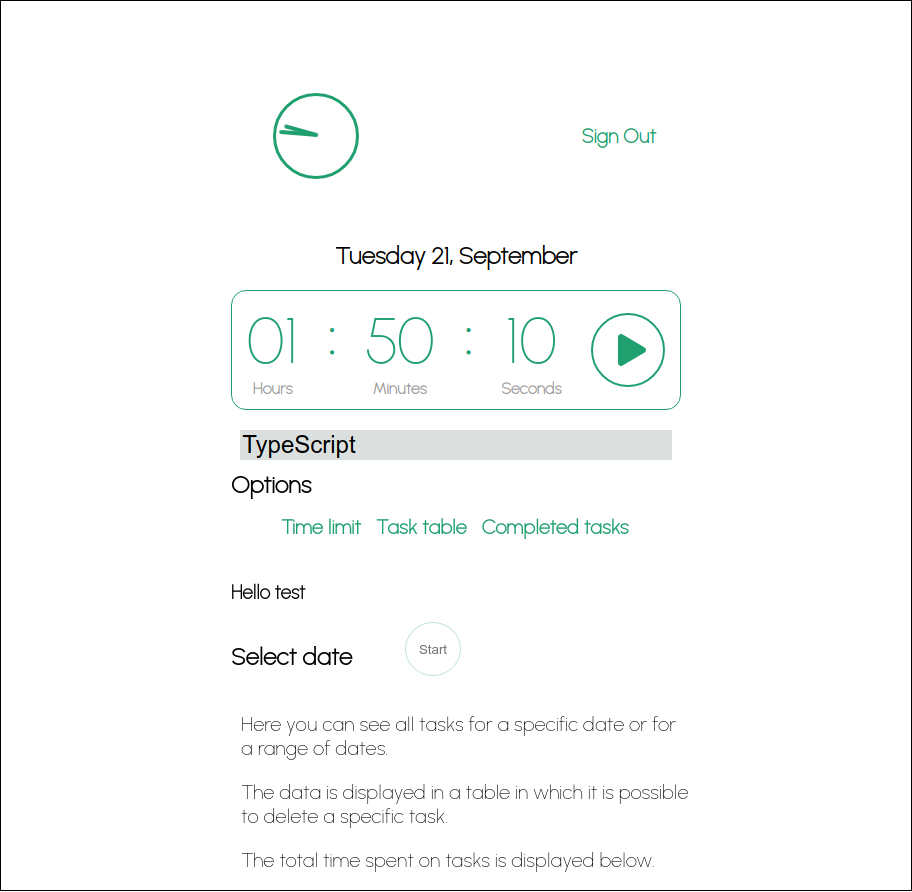 Sign Out
Tuesday 21, September
01 : 50 : 10
Hours Minutes Seconds
TypeScript
Options
Time limit Task table Completed tasks
Hello test
Select date Start
Here you can see all tasks for a specific date or for
a range of dates.
The data is displayed in a table in which it is possible
to delete a specific task.
The total time spent on tasks is displayed below.